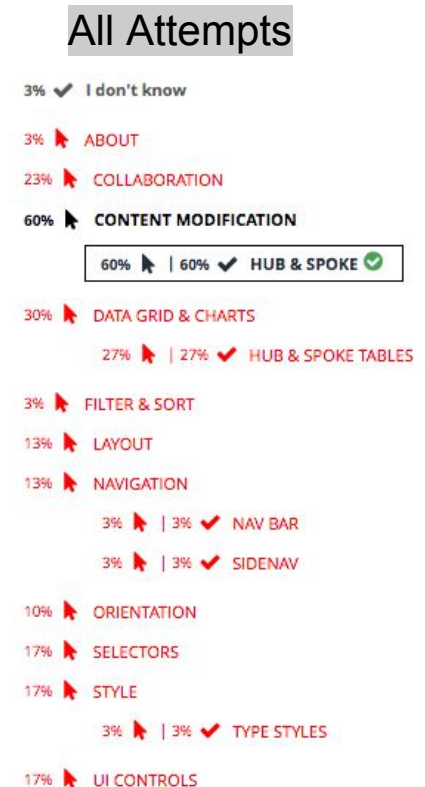 All Attempts
3% I don't know
3% ABOUT
23% COLLABORATION
60% CONTENT MODIFICATION
60% | 60% HUB & SPOKE
30% DATA GRID & CHARTS
27% | 27% HUB & SPOKE TABLES
3% FILTER & SORT
13% LAYOUT
13% NAVIGATION
3% | 3% NAV BAR
3% | 3% SIDENAV
10% ORIENTATION
17% SELECTORS
17% STYLE
3% | 3% TYPE STYLES
17% UI CONTROLS